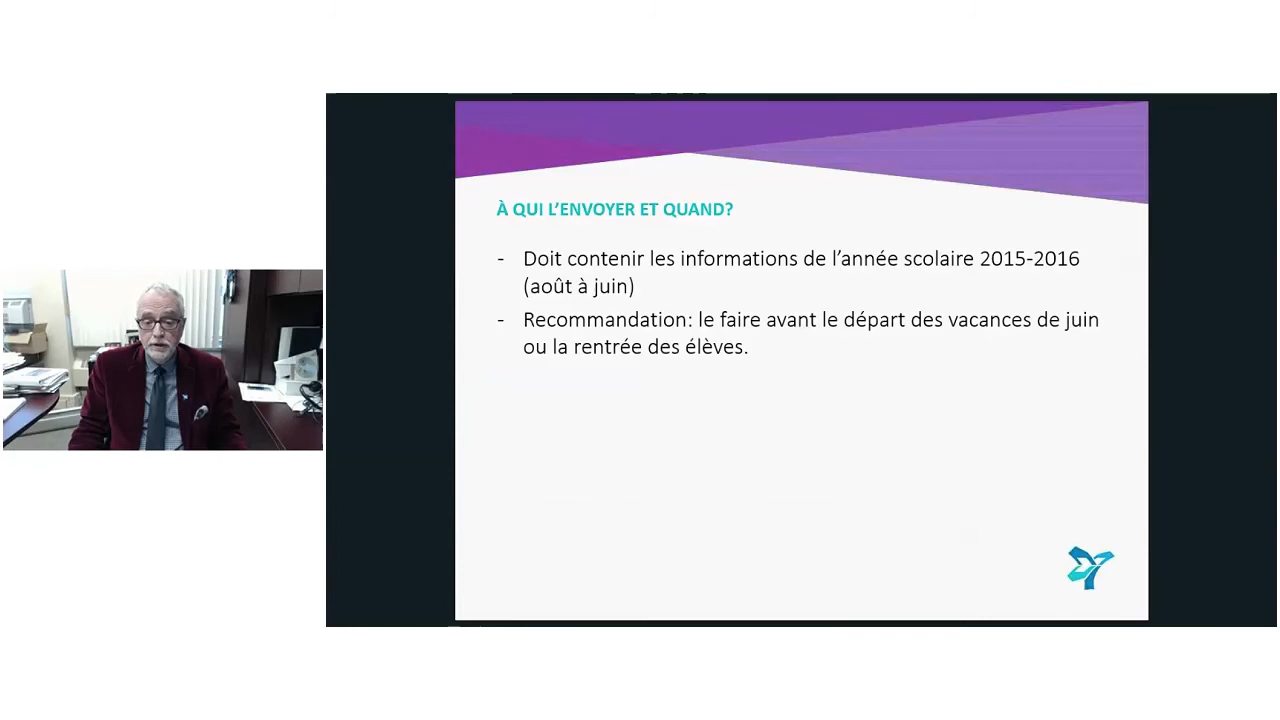 À QUI L’ENVOYER ET QUAND?
- Doit contenir les informations de l’année scolaire 2015-2016
(août à juin)
- Recommandation: le faire avant le départ des vacances de juin
ou la rentrée des élèves.